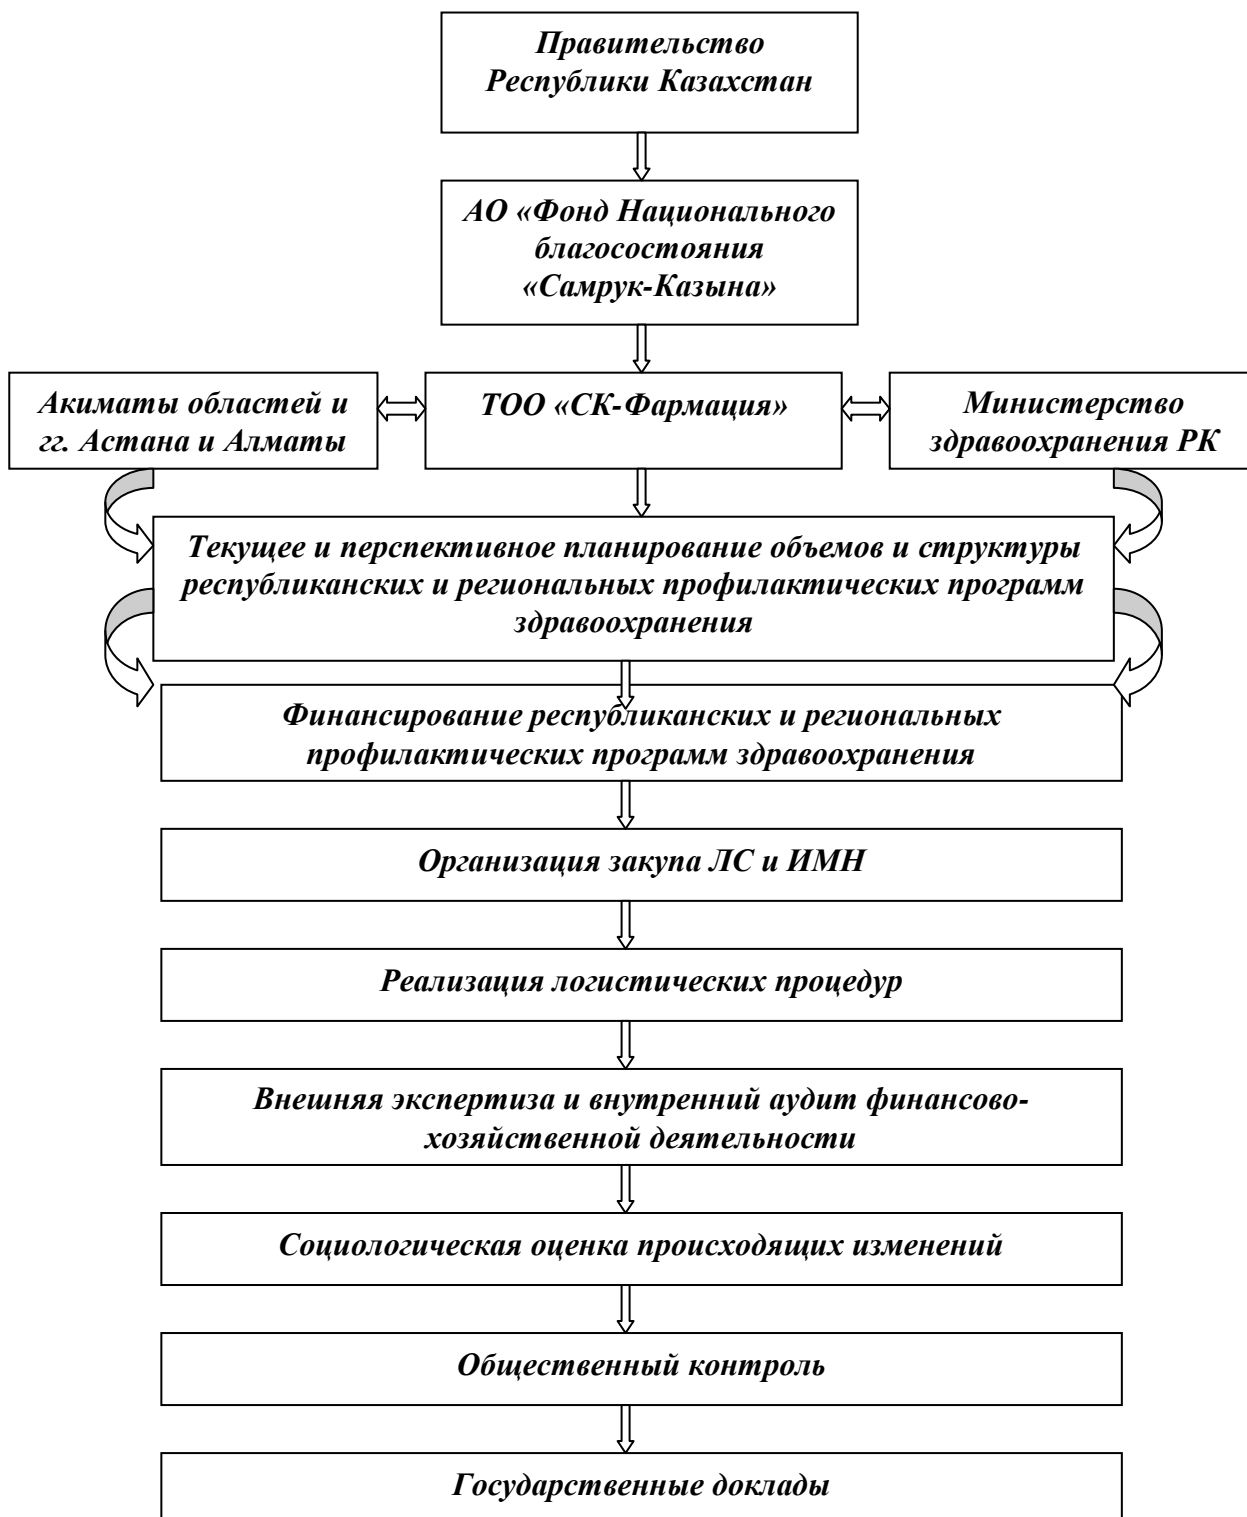 Правительство
Республики Казахстан
АО «Фонд Национального
благосостояния
«Самрук-Казына»
Акиматы областей и
гг. Астана и Алматы
ТОО «СК-Фармация»
Министерство
здравоохранения РК
Текущее и перспективное планирование объемов и структуры
республиканских и региональных профилактических программ
здравоохранения
Финансирование республиканских и региональных
профилактических программ здравоохранения
Организация закупа ЛС и ИМН
Реализация логистических процедур
Внешняя экспертиза и внутренний аудит финансово-
хозяйственной деятельности
Социологическая оценка происходящих изменений
Общественный контроль
Государственные доклады